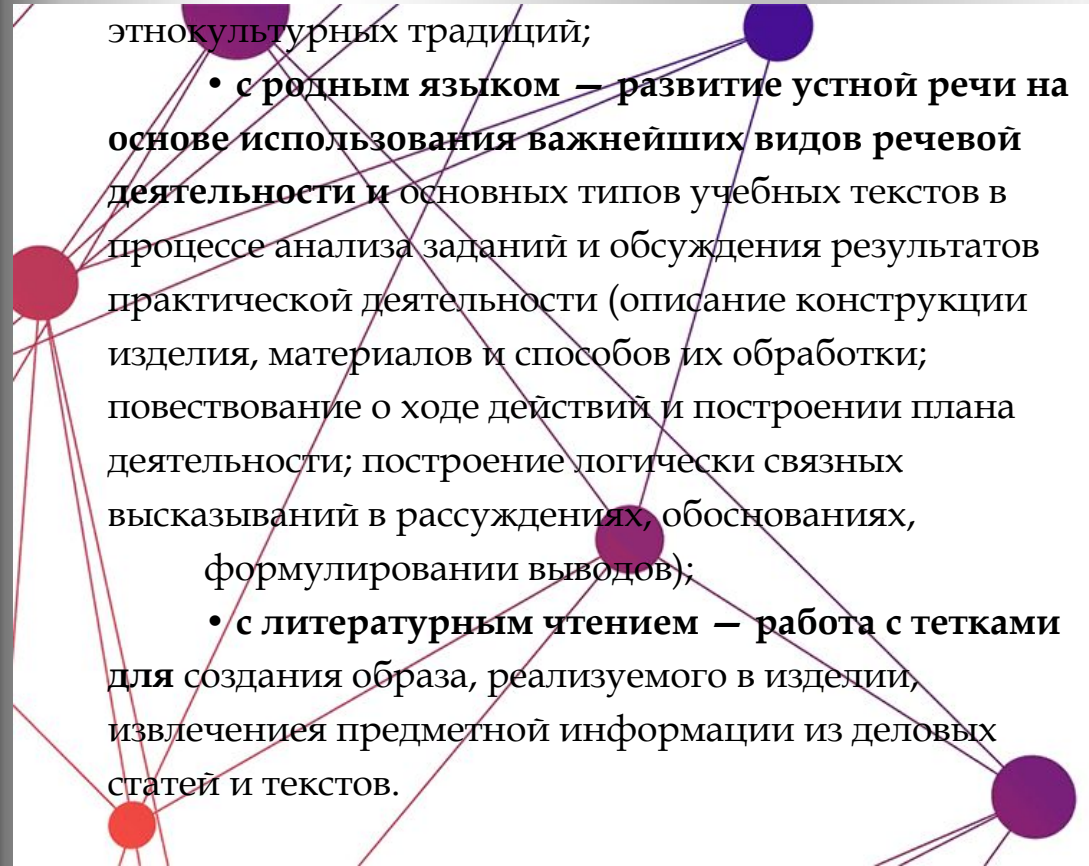 этнокультурных традиций;
• с родным языком — развитие устной речи на
основе использования важнейших видов речевой
деятельности и основных типов учебных текстов в
процессе анализа заданий и обсуждения результатов
практической деятельности (описание конструкции
изделия, материалов и способов их обработки;
повествование о ходе действий и построении плана
деятельности; построение логически связных
высказываний в рассуждениях, обоснованиях,
формулировании выводов);
• с литературным чтением — работа с тетками
для создания образа, реализуемого в изделии,
извлечениея предметной информации из деловых
статей и текстов.